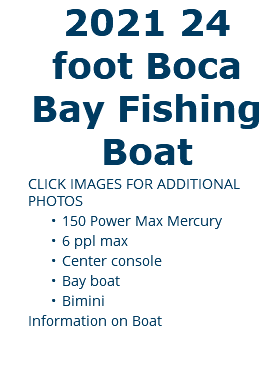 2021 24
foot Boca
Bay Fishing
Boat
CLICK IMAGES FOR ADDITIONAL
PHOTOS
• 150 Power Max Mercury
• 6 ppl max
• Center console
• Bay boat
• Bimini
Information on Boat